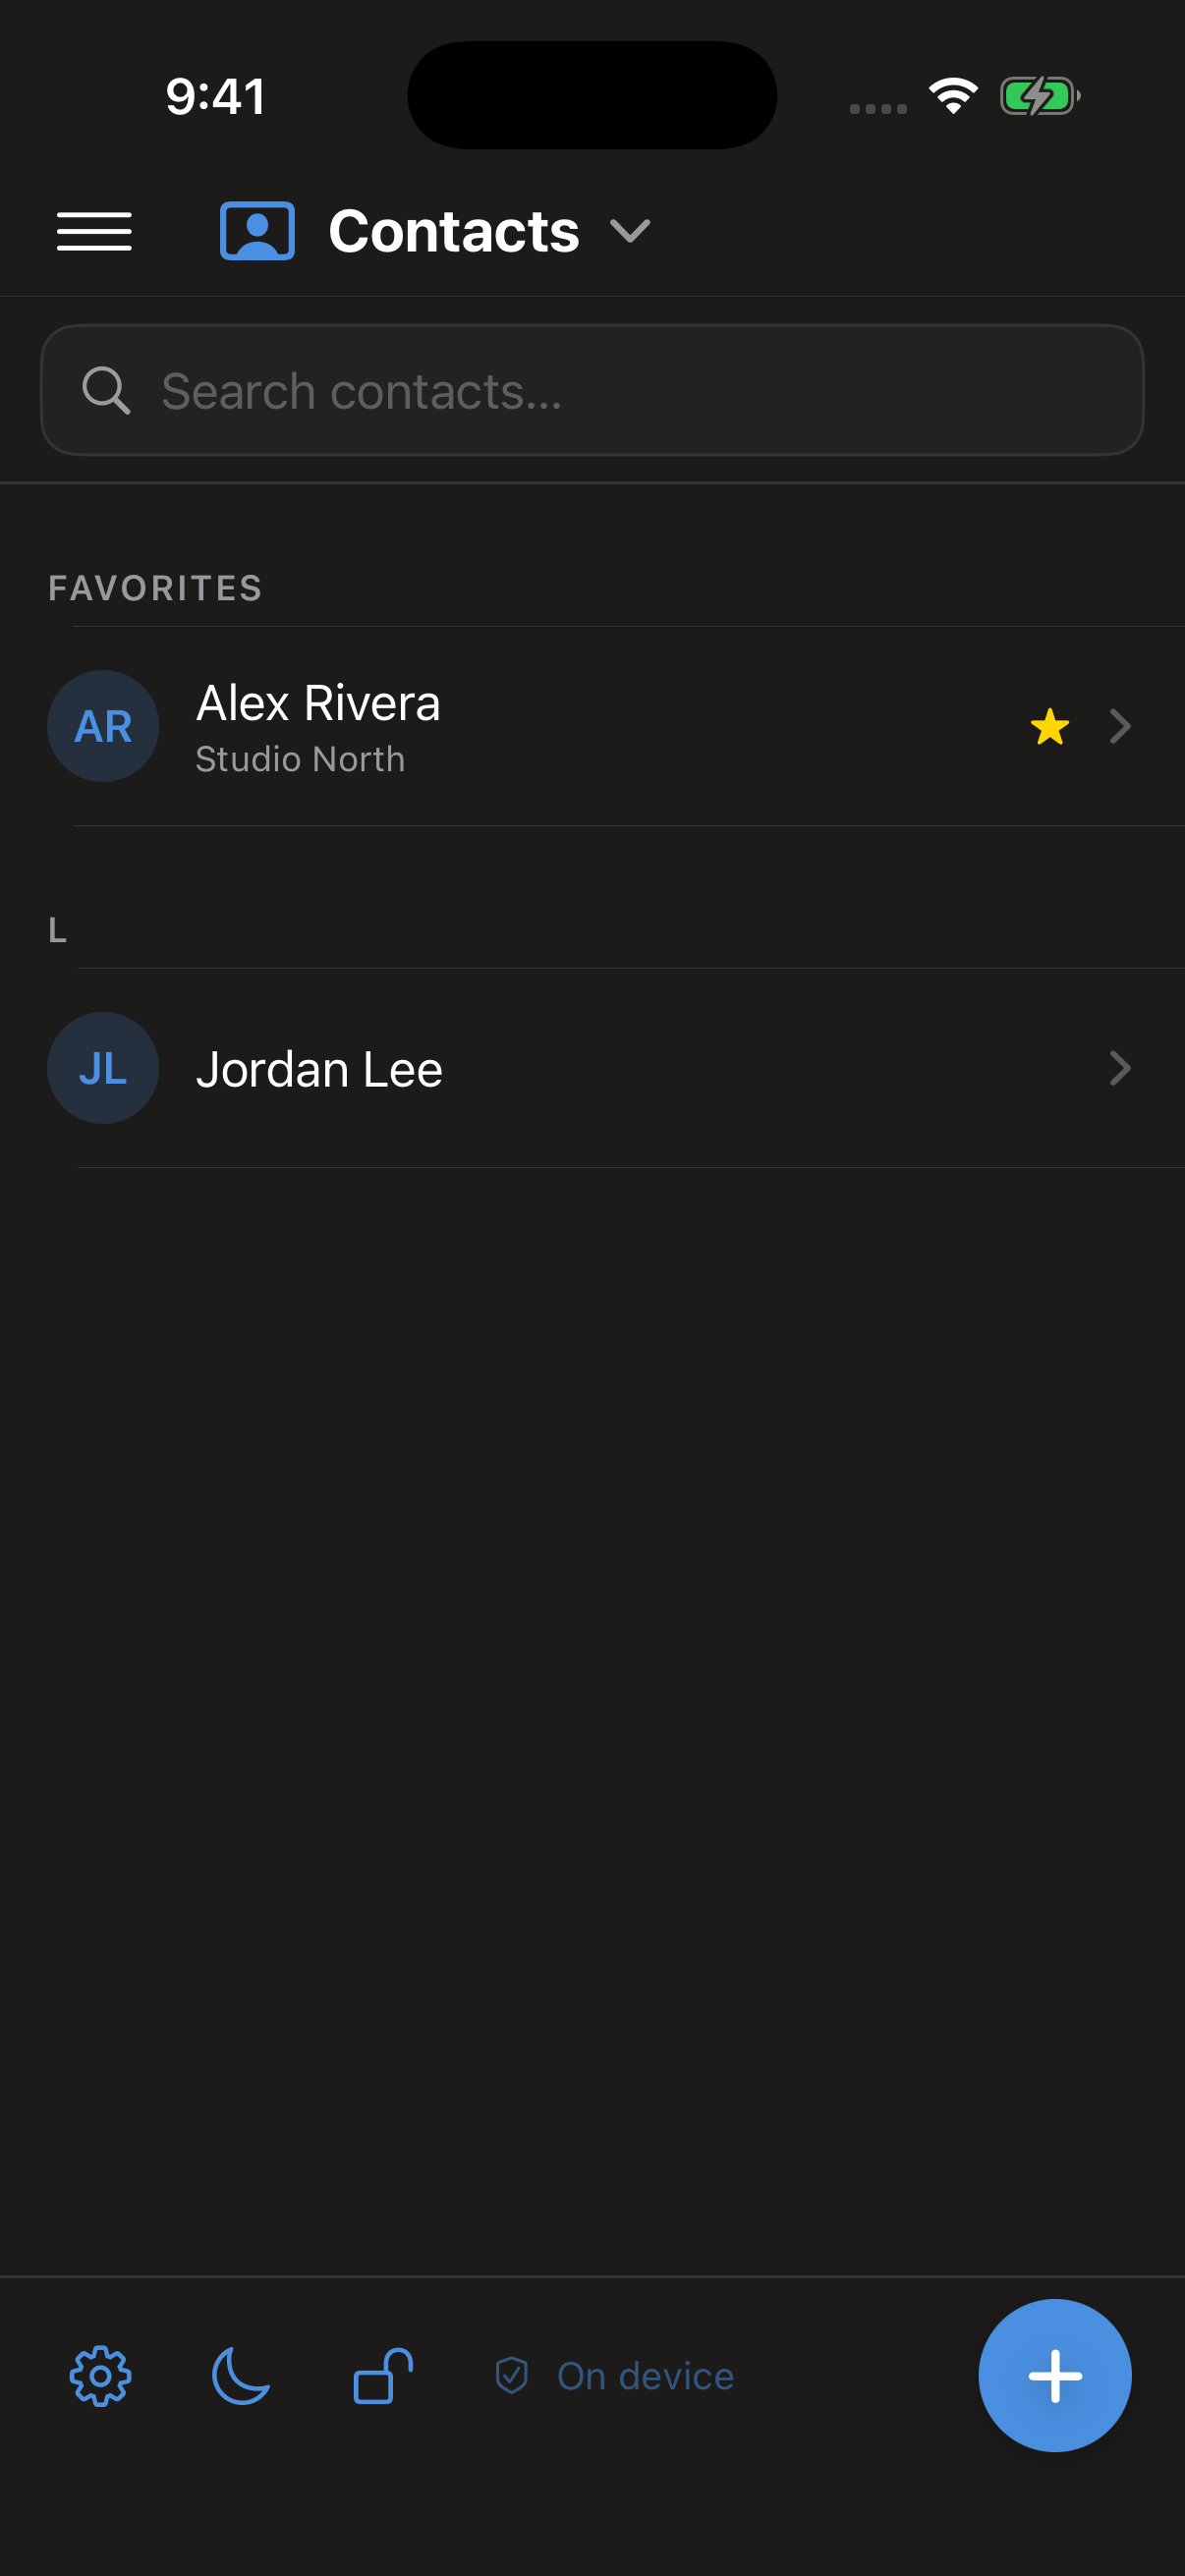 9:41
Contacts
Search contacts...
FAVORITES
AR
Alex Rivera
Studio North
L
JL
Jordan Lee
On device